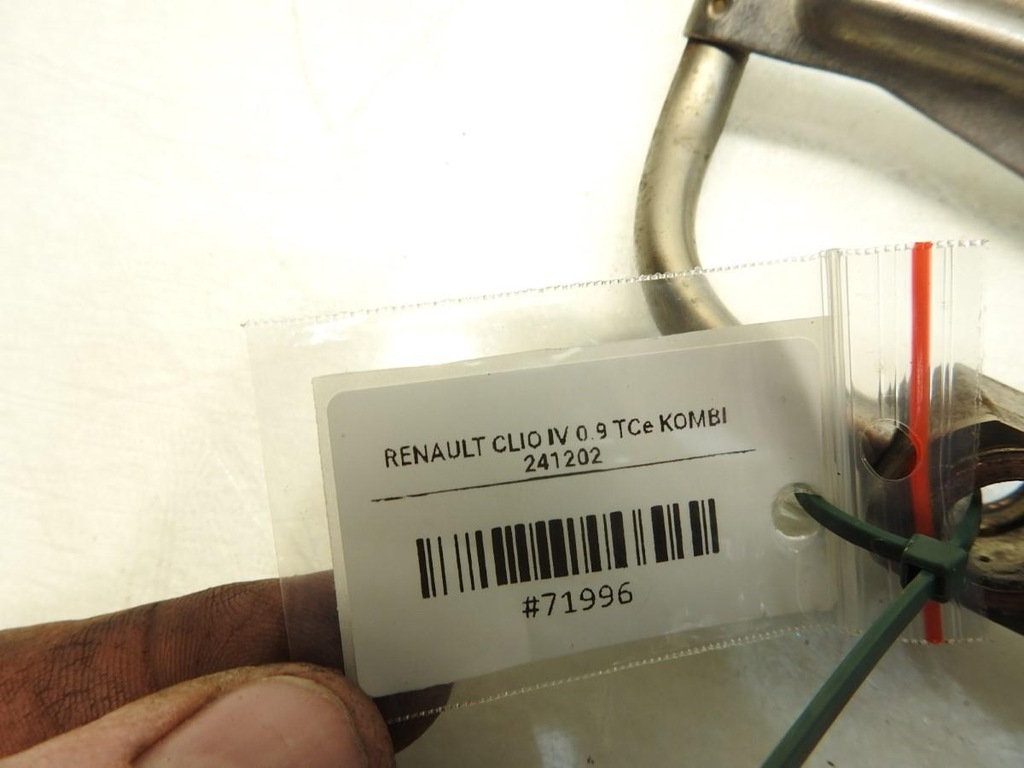 RENAULT CLIO IV 0.9 TCe KOMBI
241202
#71996